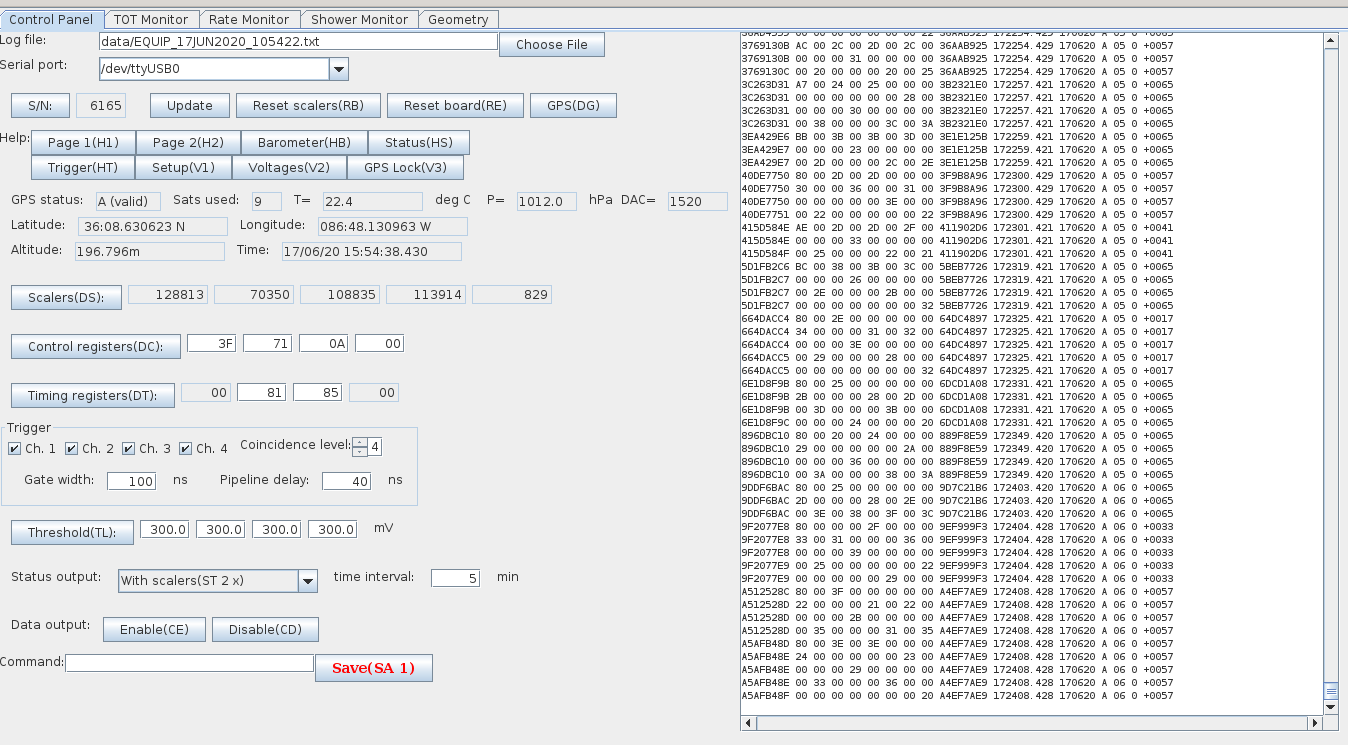 Control Panel TOT Monitor Rate Monitor Shower Monitor Geometry
Log file: data/EQUIP_17JUN2020_105422.txt Choose File
Serial port: /dev/ttyUSB0
S/N: 6165 Update Reset scalers(RB) Reset board(RE) GPS(DG)
Help: Page 1(H1) Page 2(H2) Barometer(HB) Status(HS)
Trigger(HT) Setup(V1) Voltages(V2) GPS Lock(V3)
GPS status: A (valid) Sats used: 9 T= 22.4 deg C P= 1012.0 hPa DAC= 1520
Latitude: 36:08.630623 N Longitude: 086:48.130963 W
Altitude: 196.796m Time: 17/06/20 15:54:38.430
Scalers(DS): 128813 70350 108835 113914 829
Control registers(DC): 3F 71 0A 00
Timing registers(DT): 00 81 85 00
Trigger
Ch. 1 Ch. 2 Ch. 3 Ch. 4 Coincidence level: 4
Gate width: 100 ns Pipeline delay: 40 ns
Threshold(TL): 300.0 300.0 300.0 300.0 mV
Status output: With scalers(ST 2 x) time interval: 5 min
Data output: Enable(CE) Disable(CD)
Command: Save(SA 1)
3769130B AC 00 2C 00 2D 00 2C 00 36AAB925 172254.429 170620 A 05 0 +0057
3769130B 00 00 00 31 00 00 00 00 36AAB925 172254.429 170620 A 05 0 +0057
3769130C 00 20 00 00 00 20 00 25 36AAB925 172254.429 170620 A 05 0 +0057
3C263D31 A7 00 24 00 25 00 00 00 3B2321E0 172257.421 170620 A 05 0 +0065
3C263D31 00 00 00 00 00 00 28 00 3B2321E0 172257.421 170620 A 05 0 +0065
3C263D31 00 00 00 30 00 00 00 00 3B2321E0 172257.421 170620 A 05 0 +0065
3C263D31 00 38 00 00 00 3C 00 3A 3B2321E0 172257.421 170620 A 05 0 +0065
3EA429E6 BB 00 3B 00 3B 00 3D 00 3E1E125B 172259.421 170620 A 05 0 +0065
3EA429E7 00 00 00 23 00 00 00 00 3E1E125B 172259.421 170620 A 05 0 +0065
3EA429E7 00 2D 00 00 00 2C 00 2E 3E1E125B 172259.421 170620 A 05 0 +0065
40DE7750 80 00 2D 00 2D 00 00 00 3F9B8A96 172300.429 170620 A 05 0 +0057
40DE7750 30 00 00 36 00 00 31 00 3F9B8A96 172300.429 170620 A 05 0 +0057
40DE7750 00 00 00 00 00 3E 00 00 3F9B8A96 172300.429 170620 A 05 0 +0057
40DE7751 00 22 00 00 00 00 00 22 3F9B8A96 172300.429 170620 A 05 0 +0057
415D584E AE 00 2D 00 2D 00 2F 00 411902D6 172301.421 170620 A 05 0 +0041
415D584E 00 00 00 33 00 00 00 00 411902D6 172301.421 170620 A 05 0 +0041
415D584F 00 25 00 00 00 22 00 21 411902D6 172301.421 170620 A 05 0 +0041
5D1FB2C6 BC 00 38 00 3B 00 3C 00 5BEB7726 172319.421 170620 A 05 0 +0065
5D1FB2C7 00 00 00 26 00 00 00 00 5BEB7726 172319.421 170620 A 05 0 +0065
5D1FB2C7 00 2E 00 00 00 2B 00 00 5BEB7726 172319.421 170620 A 05 0 +0065
5D1FB2C7 00 00 00 00 00 00 00 32 5BEB7726 172319.421 170620 A 05 0 +0065
664DACC4 80 00 2E 00 00 00 00 00 64DC4897 172325.421 170620 A 05 0 +0017
664DACC4 34 00 00 00 31 00 32 00 64DC4897 172325.421 170620 A 05 0 +0017
664DACC4 00 00 00 3E 00 00 00 00 64DC4897 172325.421 170620 A 05 0 +0017
664DACC5 00 29 00 00 00 28 00 00 64DC4897 172325.421 170620 A 05 0 +0017
664DACC5 00 00 00 00 00 00 00 32 64DC4897 172325.421 170620 A 05 0 +0017
6E1D8F9B 80 00 25 00 00 00 00 00 6DCD1A08 172331.421 170620 A 05 0 +0065
6E1D8F9B 2B 00 00 00 28 00 2D 00 6DCD1A08 172331.421 170620 A 05 0 +0065
6E1D8F9B 00 3D 00 00 00 3B 00 00 6DCD1A08 172331.421 170620 A 05 0 +0065
6E1D8F9C 00 00 00 24 00 00 00 20 6DCD1A08 172331.421 170620 A 05 0 +0065
896DBC10 80 00 20 00 24 00 00 00 889F8E59 172349.420 170620 A 05 0 +0065
896DBC10 29 00 00 00 00 00 2A 00 889F8E59 172349.420 170620 A 05 0 +0065
896DBC10 00 00 00 36 00 00 00 00 889F8E59 172349.420 170620 A 05 0 +0065
896DBC10 00 3A 00 00 00 38 00 3A 889F8E59 172349.420 170620 A 05 0 +0065
9DDF6BAC 80 00 25 00 00 00 00 00 9D7C21B6 172403.420 170620 A 06 0 +0065
9DDF6BAC 2D 00 00 00 28 00 2E 00 9D7C21B6 172403.420 170620 A 06 0 +0065
9DDF6BAC 00 3E 00 38 00 3F 00 3C 9D7C21B6 172403.420 170620 A 06 0 +0065
9F2077E8 80 00 00 00 2F 00 00 00 9EF999F3 172404.428 170620 A 06 0 +0033
9F2077E8 33 00 31 00 00 00 36 00 9EF999F3 172404.428 170620 A 06 0 +0033
9F2077E8 00 00 00 39 00 00 00 00 9EF999F3 172404.428 170620 A 06 0 +0033
9F2077E9 00 25 00 00 00 00 00 22 9EF999F3 172404.428 170620 A 06 0 +0033
9F2077E9 00 00 00 00 00 29 00 00 9EF999F3 172404.428 170620 A 06 0 +0033
A512528C 80 00 3F 00 00 00 00 00 A4EF7AE9 172408.428 170620 A 06 0 +0057
A512528D 22 00 00 00 21 00 22 00 A4EF7AE9 172408.428 170620 A 06 0 +0057
A512528D 00 00 00 2B 00 00 00 00 A4EF7AE9 172408.428 170620 A 06 0 +0057
A512528D 00 35 00 00 00 31 00 35 A4EF7AE9 172408.428 170620 A 06 0 +0057
A5AFB48D 80 00 3E 00 3E 00 00 00 A4EF7AE9 172408.428 170620 A 06 0 +0057
A5AFB48E 24 00 00 00 00 00 23 00 A4EF7AE9 172408.428 170620 A 06 0 +0057
A5AFB48E 00 00 00 29 00 00 00 00 A4EF7AE9 172408.428 170620 A 06 0 +0057
A5AFB48E 00 33 00 00 00 36 00 00 A4EF7AE9 172408.428 170620 A 06 0 +0057
A5AFB48F 00 00 00 00 00 00 00 20 A4EF7AE9 172408.428 170620 A 06 0 +0057